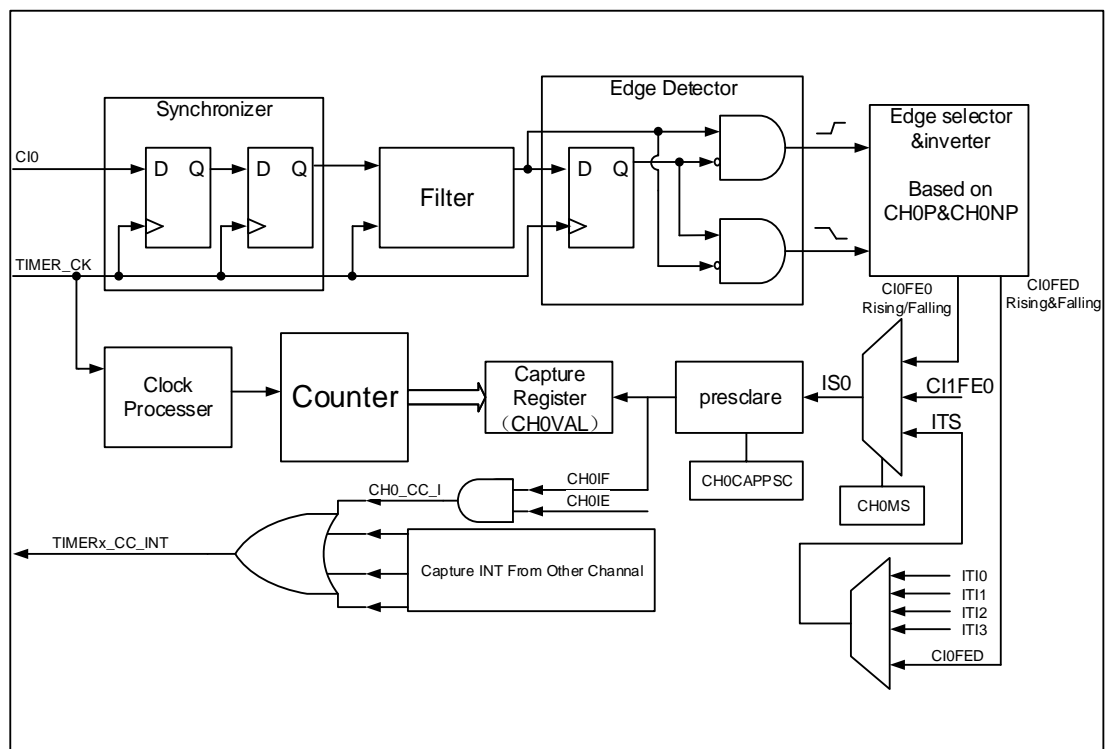 Synchronizer
Edge Detector
CI0
D Q
D Q
Filter
D Q
Edge selector
&inverter
Based on
CH0P&CH0NP
TIMER_CK
CI0FE0
Rising/Falling
CI0FED
Rising&Falling
Clock
Processer
Counter
Capture
Register
（CH0VAL）
presclare
IS0
CI1FE0
ITS
CH0CAPPSC
CH0MS
CH0_CC_I
CH0IF
CH0IE
TIMERx_CC_INT
Capture INT From Other Channal
ITI0
ITI1
ITI2
ITI3
CI0FED